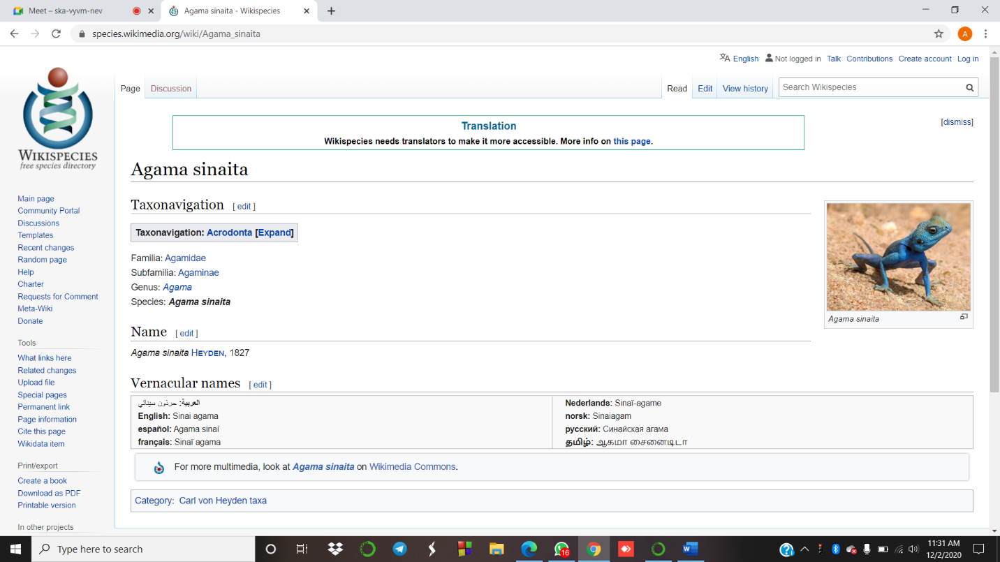 Meet – ska-vyvm-nev
Agama sinaita - Wikispecies
species.wikimedia.org/wiki/Agama_sinaita
A
English Not logged in Talk Contributions Create account Log in
Page Discussion Read Edit View history Search Wikispecies
WIKISPECIES
free species directory
Main page
Community Portal
Discussions
Templates
Recent changes
Random page
Help
Charter
Requests for Comment
Meta-Wiki
Donate
Tools
What links here
Related changes
Upload file
Special pages
Permanent link
Page information
Cite this page
Wikidata item
Print/export
Create a book
Download as PDF
Printable version
In other projects
Translation
[dismiss]
Wikispecies needs translators to make it more accessible. More info on this page.
Agama sinaita
Taxonavigation [ edit ]
Taxonavigation: Acrodonta [Expand]
Familia: Agamidae
Subfamilia: Agaminae
Genus: Agama
Species: Agama sinaita
Agama sinaita
Name [ edit ]
Agama sinaita HEYDEN, 1827
Vernacular names [ edit ]
العربية: حرذون سينائي
English: Sinai agama
español: Agama sinaí
français: Sinaï agama
Nederlands: Sinaï-agame
norsk: Sinaiagam
русский: Синайская агама
தமிழ்: ஆகமா சைனைடிடா
For more multimedia, look at Agama sinaita on Wikimedia Commons.
Category: Carl von Heyden taxa
Type here to search
16
11:31 AM
12/2/2020